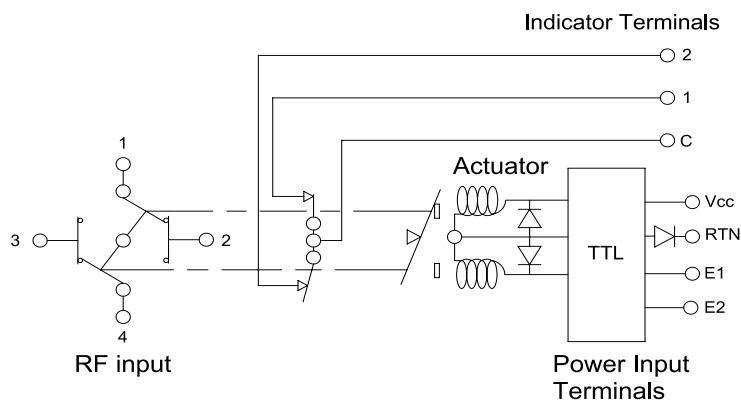 Indicator Terminals
2
1
C
1
Actuator
Vcc
3
2
TTL
RTN
E1
E2
4
RF input
Power Input
Terminals